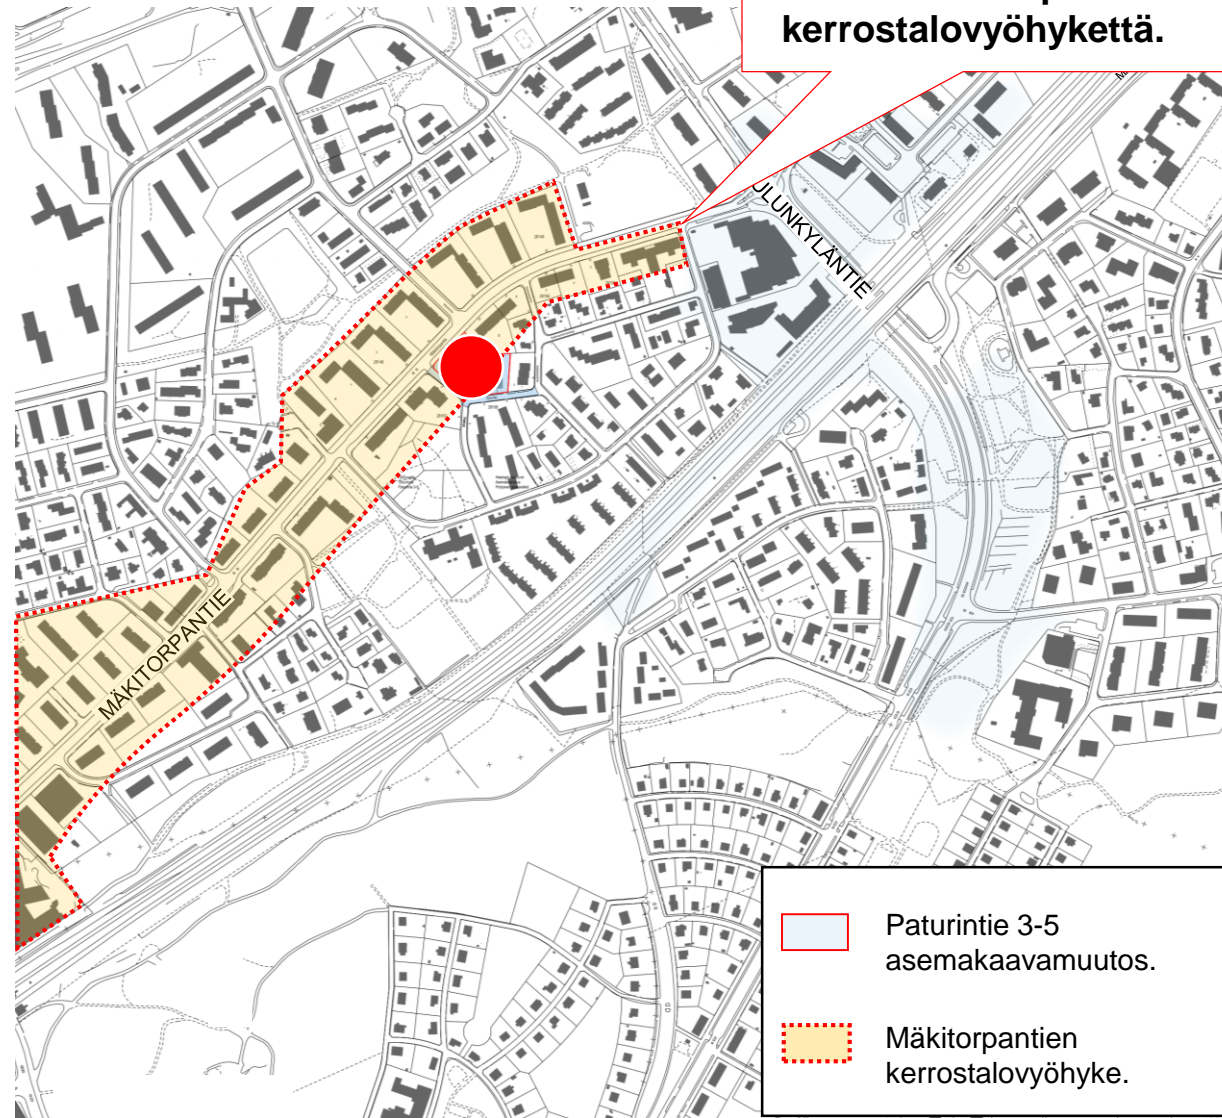 kerrostalovyöhykettä.
ULUNKYLÄNTIE
MÄKITORPANTIE
Paturintie 3-5
asemakaavamuutos.
Mäkitorpantien
kerrostalovyöhyke.